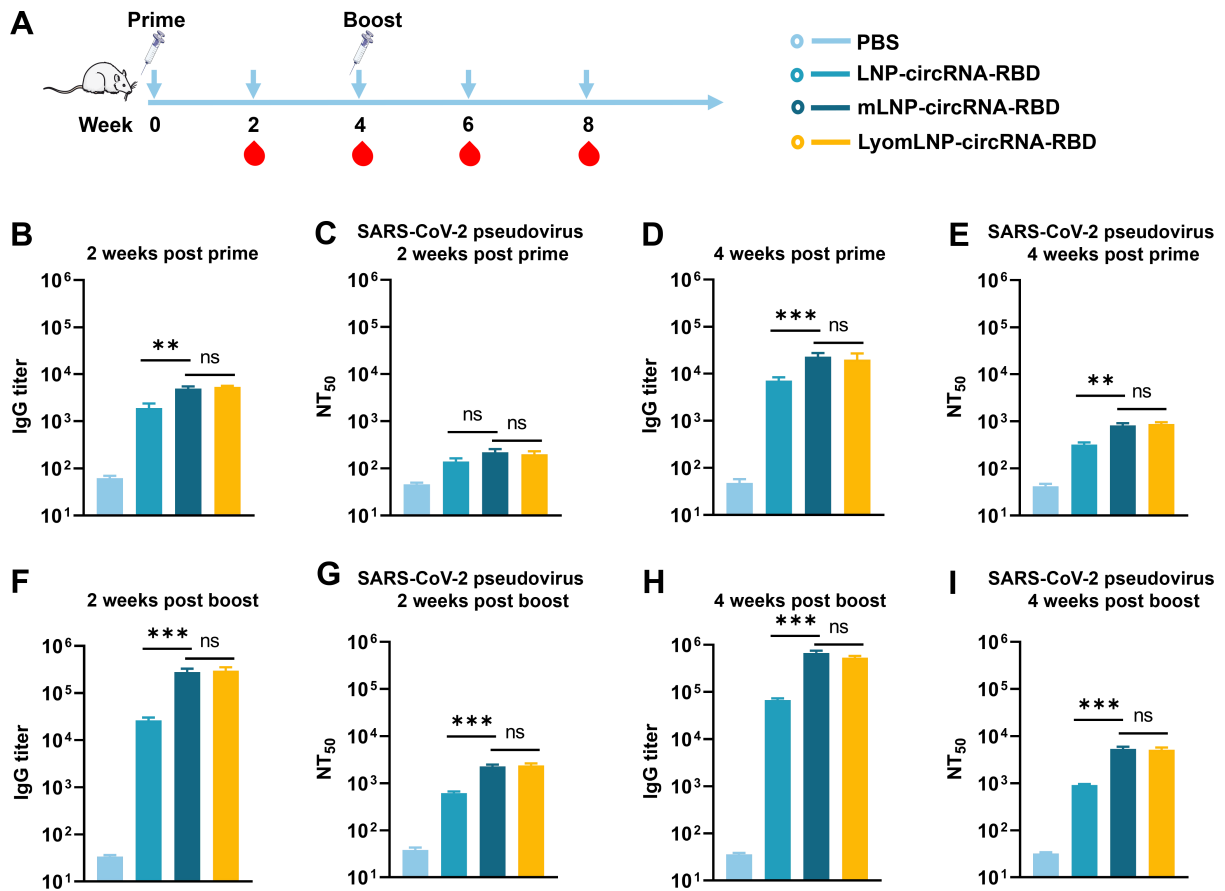 A
Prime
Boost
Week 0 2 4 6 8
PBS
LNP-circRNA-RBD
mLNP-circRNA-RBD
LyomLNP-circRNA-RBD
B
2 weeks post prime
IgG titer
10⁶
10⁵
10⁴
10³
10²
10¹
**
ns
C
SARS-CoV-2 pseudovirus
2 weeks post prime
NT₅₀
10⁶
10⁵
10⁴
10³
10²
10¹
ns
ns
D
4 weeks post prime
IgG titer
10⁶
10⁵
10⁴
10³
10²
10¹
***
ns
E
SARS-CoV-2 pseudovirus
4 weeks post prime
NT₅₀
10⁶
10⁵
10⁴
10³
10²
10¹
**
ns
F
2 weeks post boost
IgG titer
10⁶
10⁵
10⁴
10³
10²
10¹
***
ns
G
SARS-CoV-2 pseudovirus
2 weeks post boost
NT₅₀
10⁶
10⁵
10⁴
10³
10²
10¹
***
ns
H
4 weeks post boost
IgG titer
10⁶
10⁵
10⁴
10³
10²
10¹
***
ns
I
SARS-CoV-2 pseudovirus
4 weeks post boost
NT₅₀
10⁶
10⁵
10⁴
10³
10²
10¹
***
ns